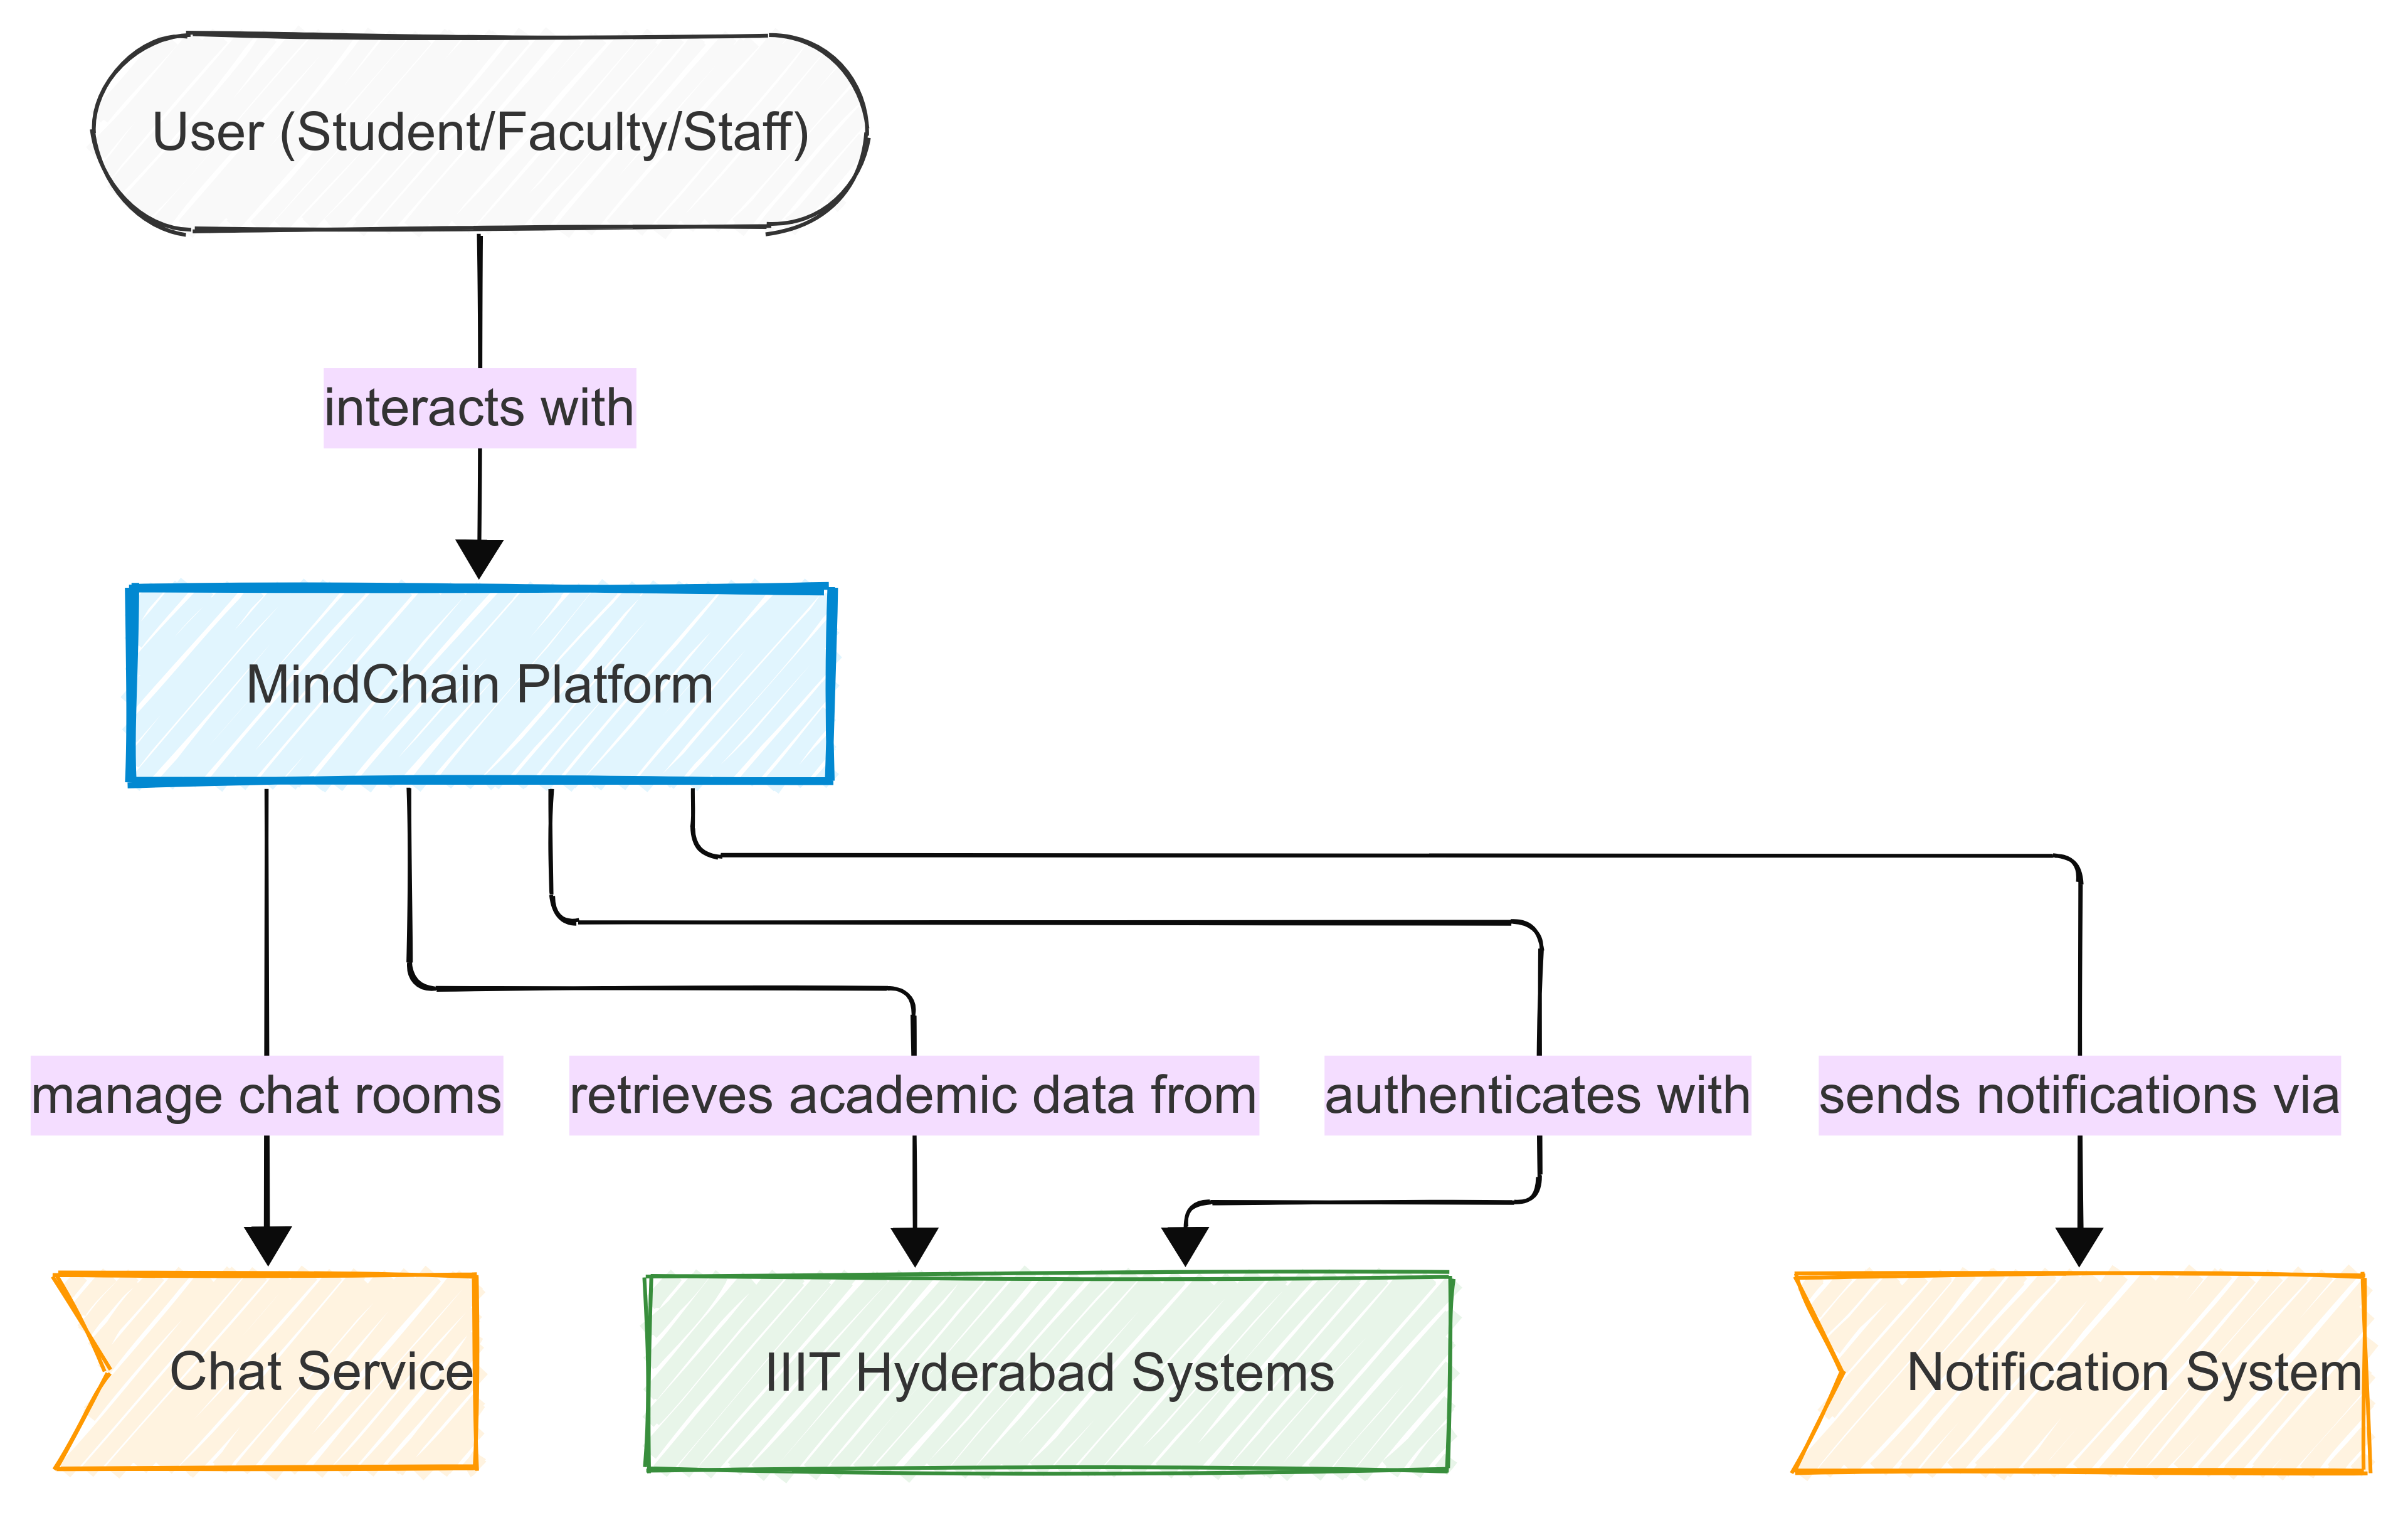 User (Student/Faculty/Staff)
interacts with
MindChain Platform
manage chat rooms
retrieves academic data from
authenticates with
sends notifications via
Chat Service
IIIT Hyderabad Systems
Notification System